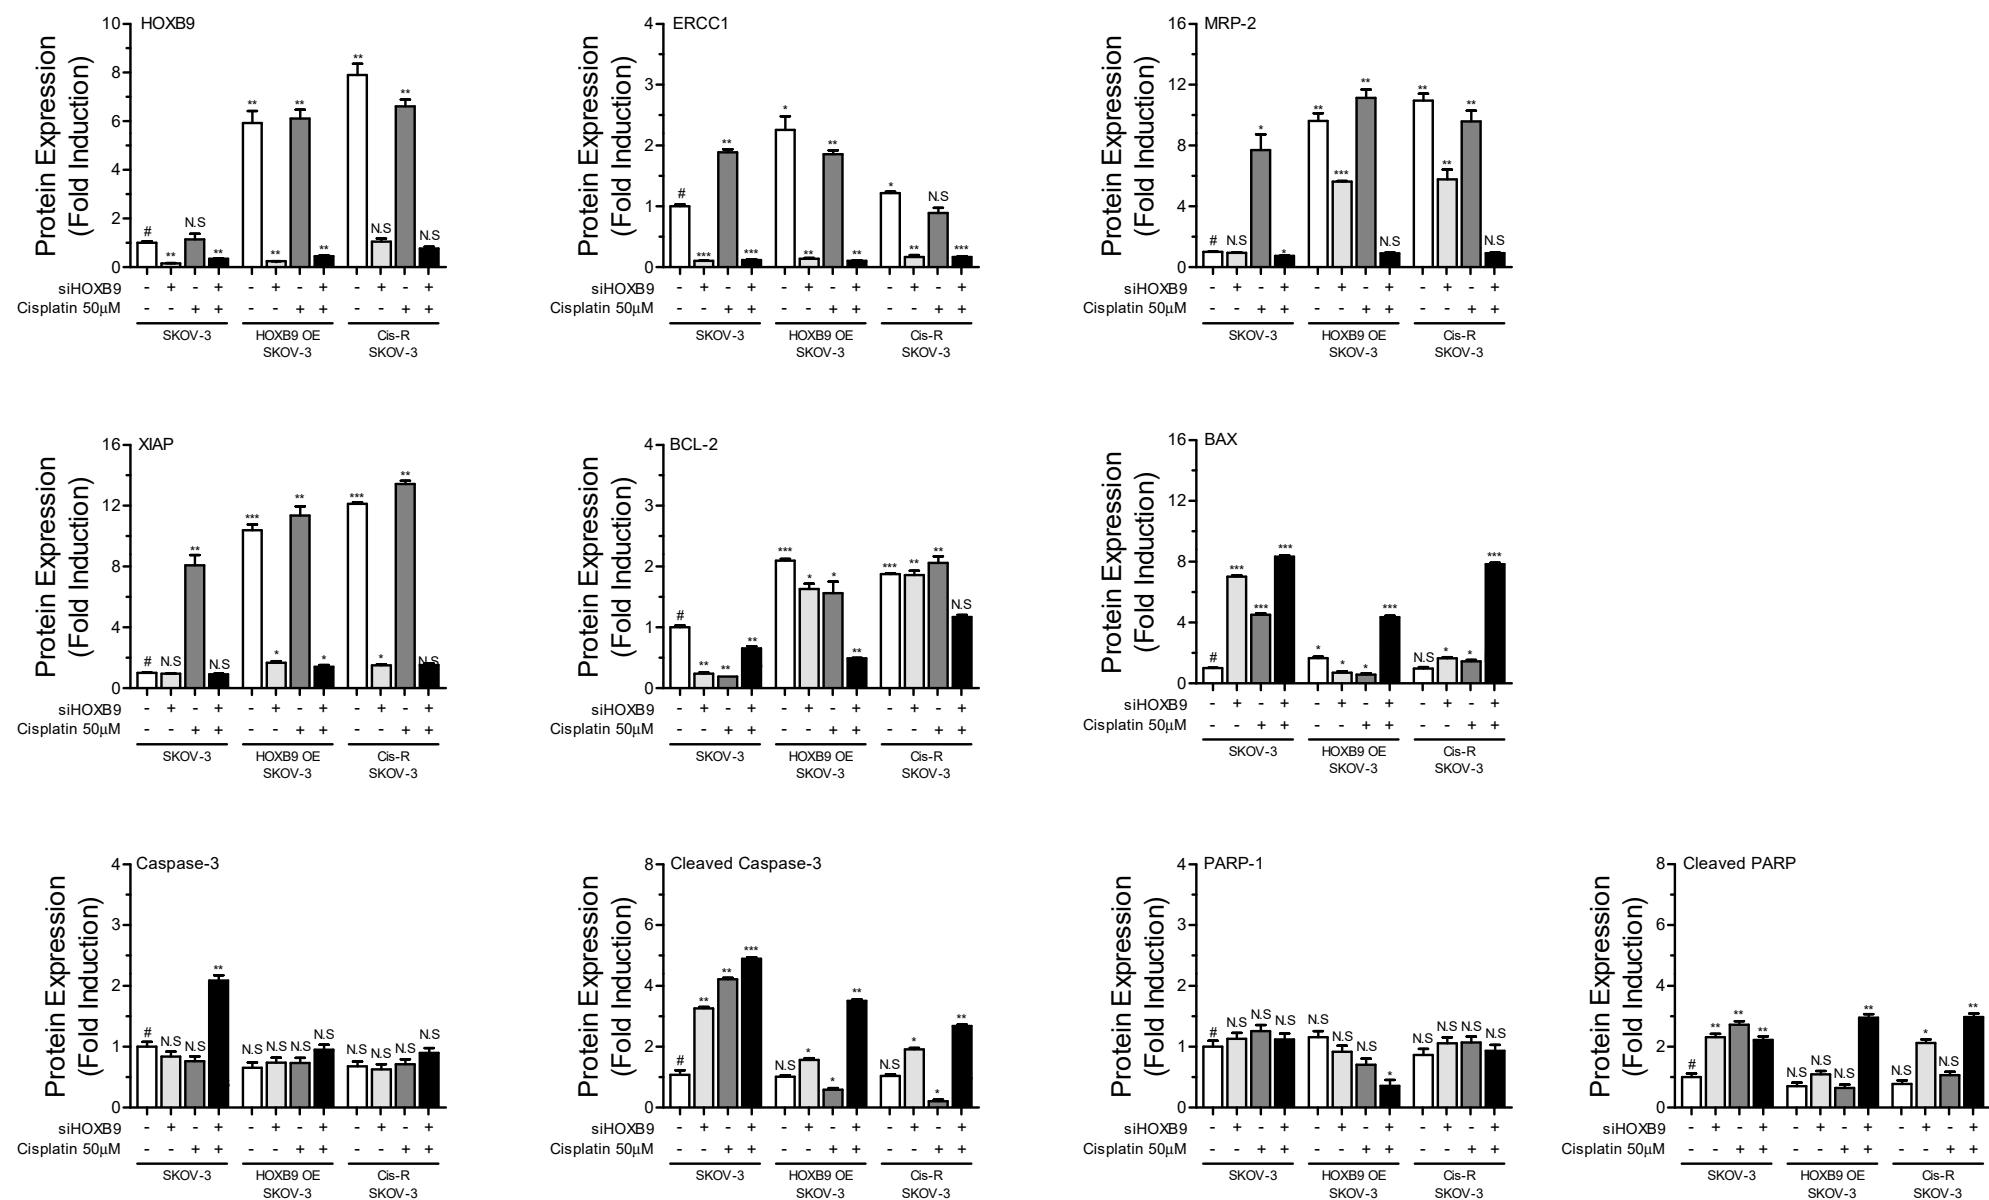 HOXB9
Protein Expression
(Fold Induction)
10
8
6
4
2
0
# ** N.S ** ** ** ** ** ** N.S ** N.S
siHOXB9 - + - + - + - + - + - +
Cisplatin 50μM - - + + - - + + - - + +
SKOV-3 HOXB9 OE Cis-R
SKOV-3 SKOV-3
ERCC1
Protein Expression
(Fold Induction)
4
3
2
1
0
# *** ** *** * ** ** ** * ** N.S ***
siHOXB9 - + - + - + - + - + - +
Cisplatin 50μM - - + + - - + + - - + +
SKOV-3 HOXB9 OE Cis-R
SKOV-3 SKOV-3
MRP-2
Protein Expression
(Fold Induction)
16
12
8
4
0
# N.S * * ** *** ** N.S ** ** ** N.S
siHOXB9 - + - + - + - + - + - +
Cisplatin 50μM - - + + - - + + - - + +
SKOV-3 HOXB9 OE Cis-R
SKOV-3 SKOV-3
XIAP
Protein Expression
(Fold Induction)
16
12
8
4
0
# N.S ** N.S *** * ** * *** * ** N.S
siHOXB9 - + - + - + - + - + - +
Cisplatin 50μM - - + + - - + + - - + +
SKOV-3 HOXB9 OE Cis-R
SKOV-3 SKOV-3
BCL-2
Protein Expression
(Fold Induction)
4
3
2
1
0
# ** ** ** *** * * ** *** ** ** N.S
siHOXB9 - + - + - + - + - + - +
Cisplatin 50μM - - + + - - + + - - + +
SKOV-3 HOXB9 OE Cis-R
SKOV-3 SKOV-3
BAX
Protein Expression
(Fold Induction)
16
12
8
4
0
# *** *** *** * * * *** N.S * * ***
siHOXB9 - + - + - + - + - + - +
Cisplatin 50μM - - + + - - + + - - + +
SKOV-3 HOXB9 OE Cis-R
SKOV-3 SKOV-3
Caspase-3
Protein Expression
(Fold Induction)
4
3
2
1
0
# N.S N.S ** N.S N.S N.S N.S N.S N.S N.S N.S
siHOXB9 - + - + - + - + - + - +
Cisplatin 50μM - - + + - - + + - - + +
SKOV-3 HOXB9 OE Cis-R
SKOV-3 SKOV-3
Cleaved Caspase-3
Protein Expression
(Fold Induction)
8
6
4
2
0
# ** ** *** N.S * * ** N.S * * **
siHOXB9 - + - + - + - + - + - +
Cisplatin 50μM - - + + - - + + - - + +
SKOV-3 HOXB9 OE Cis-R
SKOV-3 SKOV-3
PARP-1
Protein Expression
(Fold Induction)
4
3
2
1
0
# N.S N.S N.S N.S N.S N.S * N.S N.S N.S N.S
siHOXB9 - + - + - + - + - + - +
Cisplatin 50μM - - + + - - + + - - + +
SKOV-3 HOXB9 OE Cis-R
SKOV-3 SKOV-3
Cleaved PARP
Protein Expression
(Fold Induction)
8
6
4
2
0
# ** ** ** N.S N.S N.S ** N.S * N.S **
siHOXB9 - + - + - + - + - + - +
Cisplatin 50μM - - + + - - + + - - + +
SKOV-3 HOXB9 OE Cis-R
SKOV-3 SKOV-3